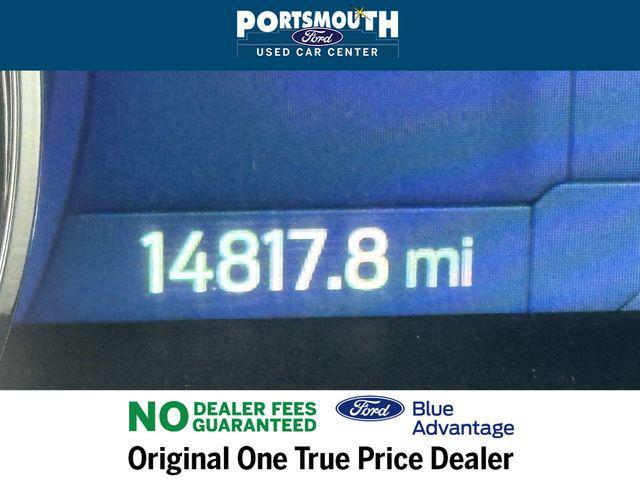 PORTSMOUTH
Ford
USED CAR CENTER
14817.8 mi
NO DEALER FEES
GUARANTEED
Ford
Blue
Advantage
Original One True Price Dealer